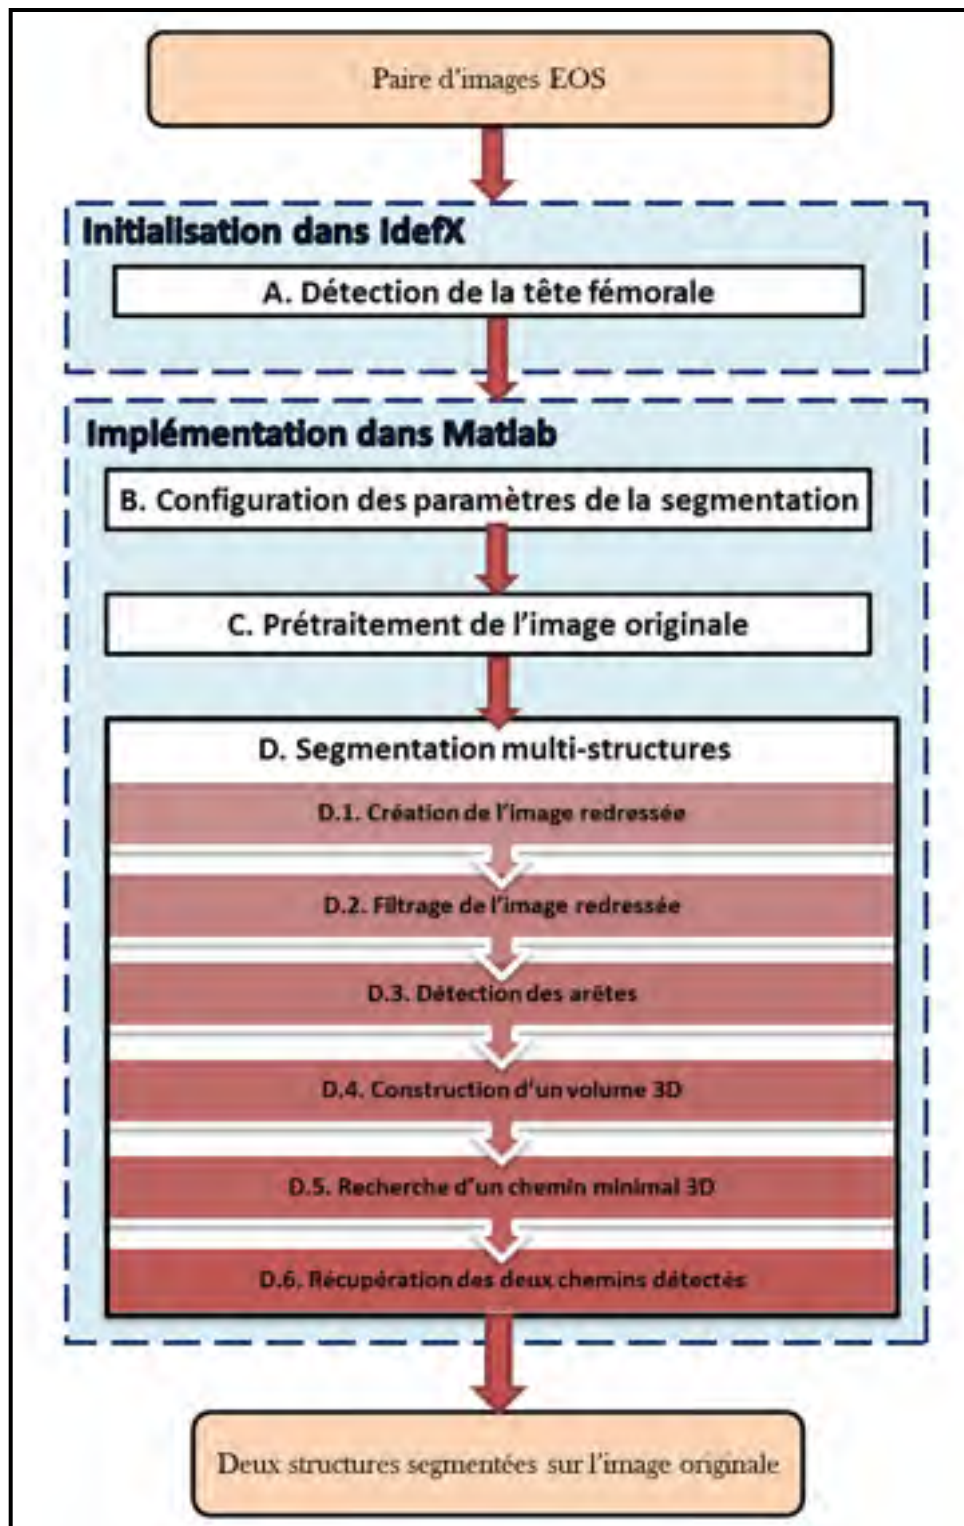 Paire d'images EOS
Initialisation dans IdefX
A. Détection de la tête fémorale
Implémentation dans Matlab
B. Configuration des paramètres de la segmentation
C. Prétraitement de l'image originale
D. Segmentation multi-structures
D.1. Création de l'image redressée
D.2. Filtrage de l'image redressée
D.3. Détection des arêtes
D.4. Construction d'un volume 3D
D.5. Recherche d'un chemin minimal 3D
D.6. Récupération des deux chemins détectés
Deux structures segmentées sur l'image originale